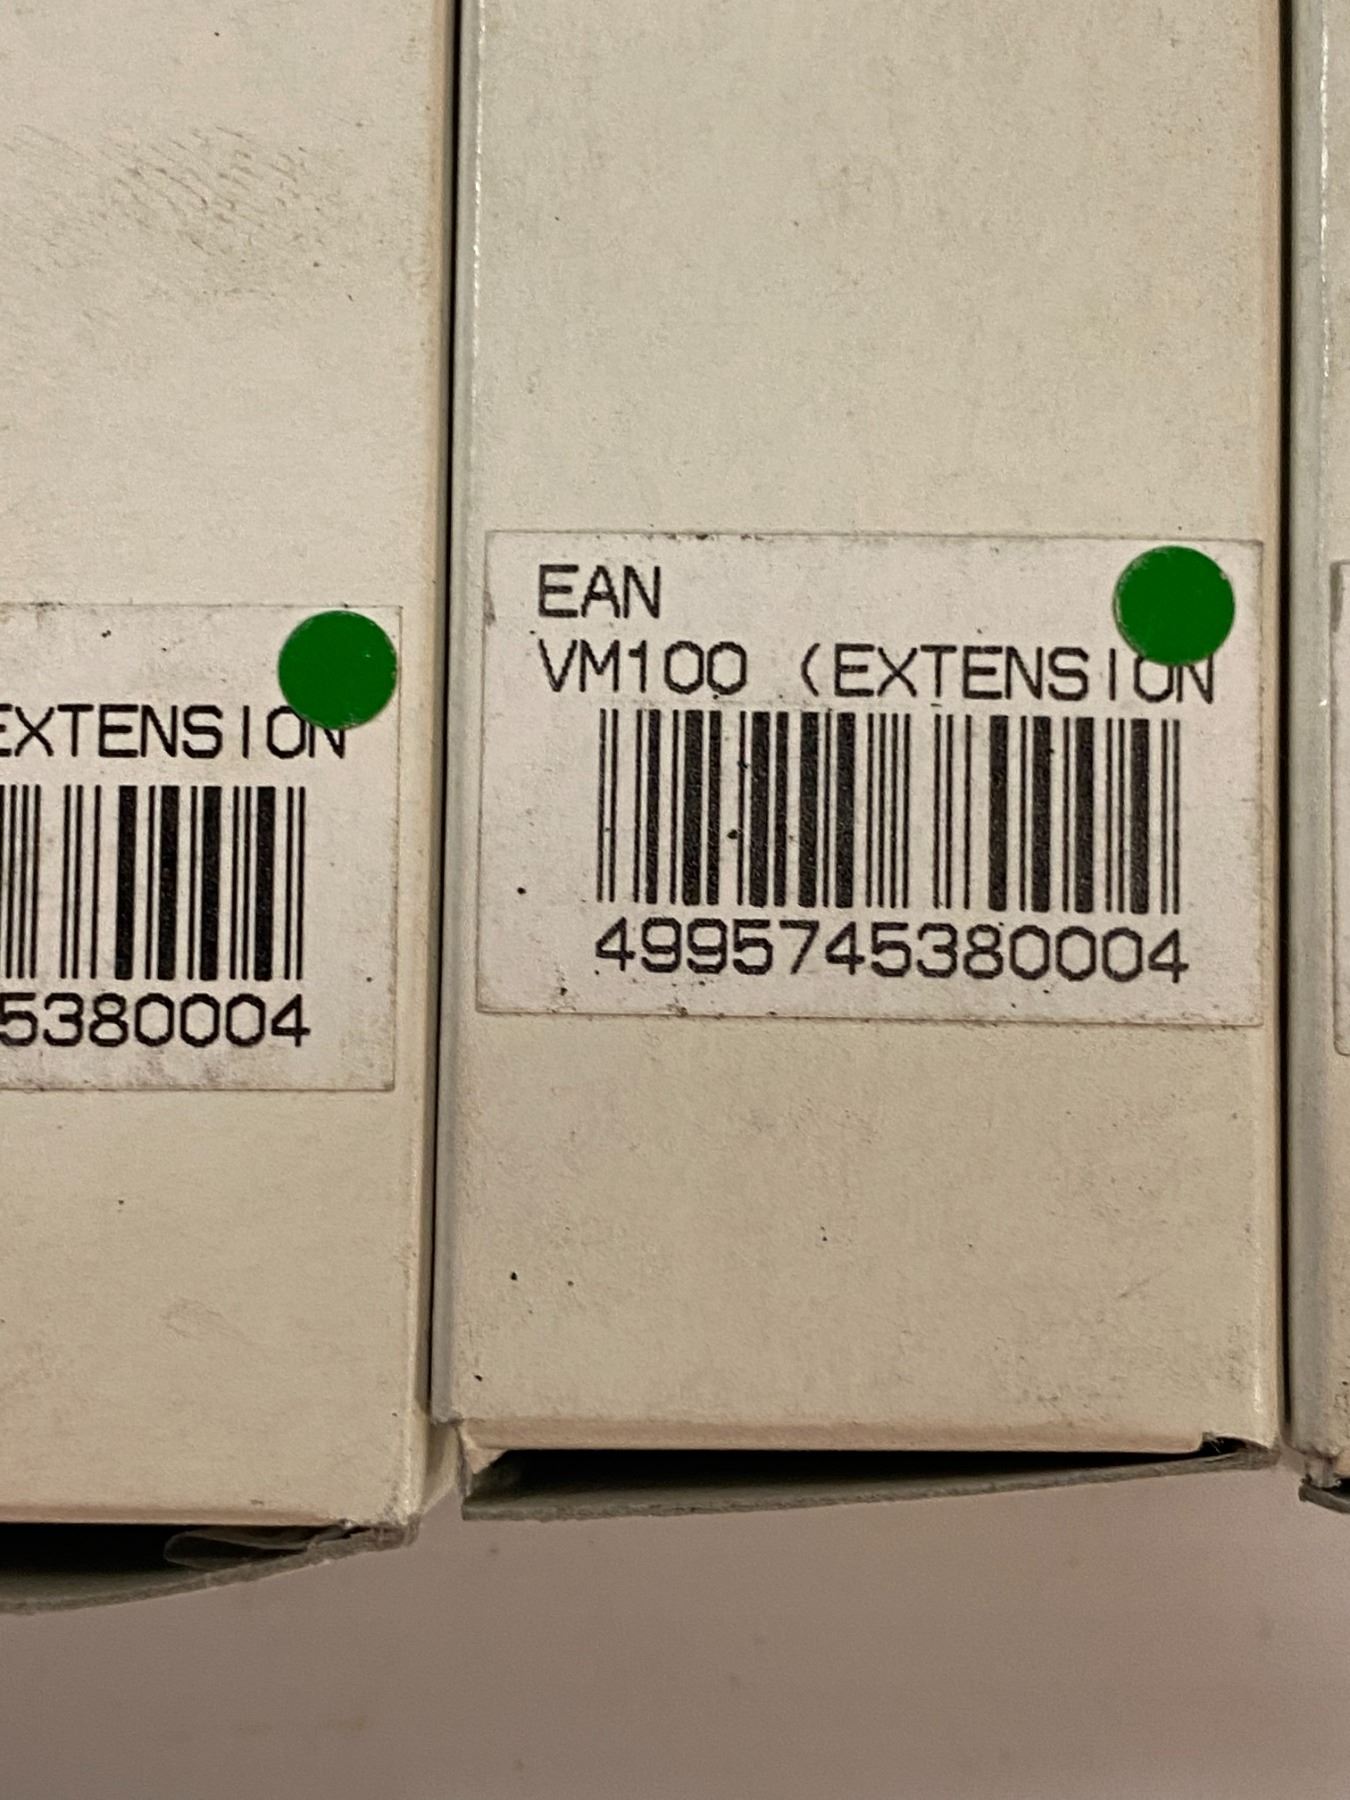 EXTENSION
5380004
EAN
VM100 (EXTENSION
4995745380004